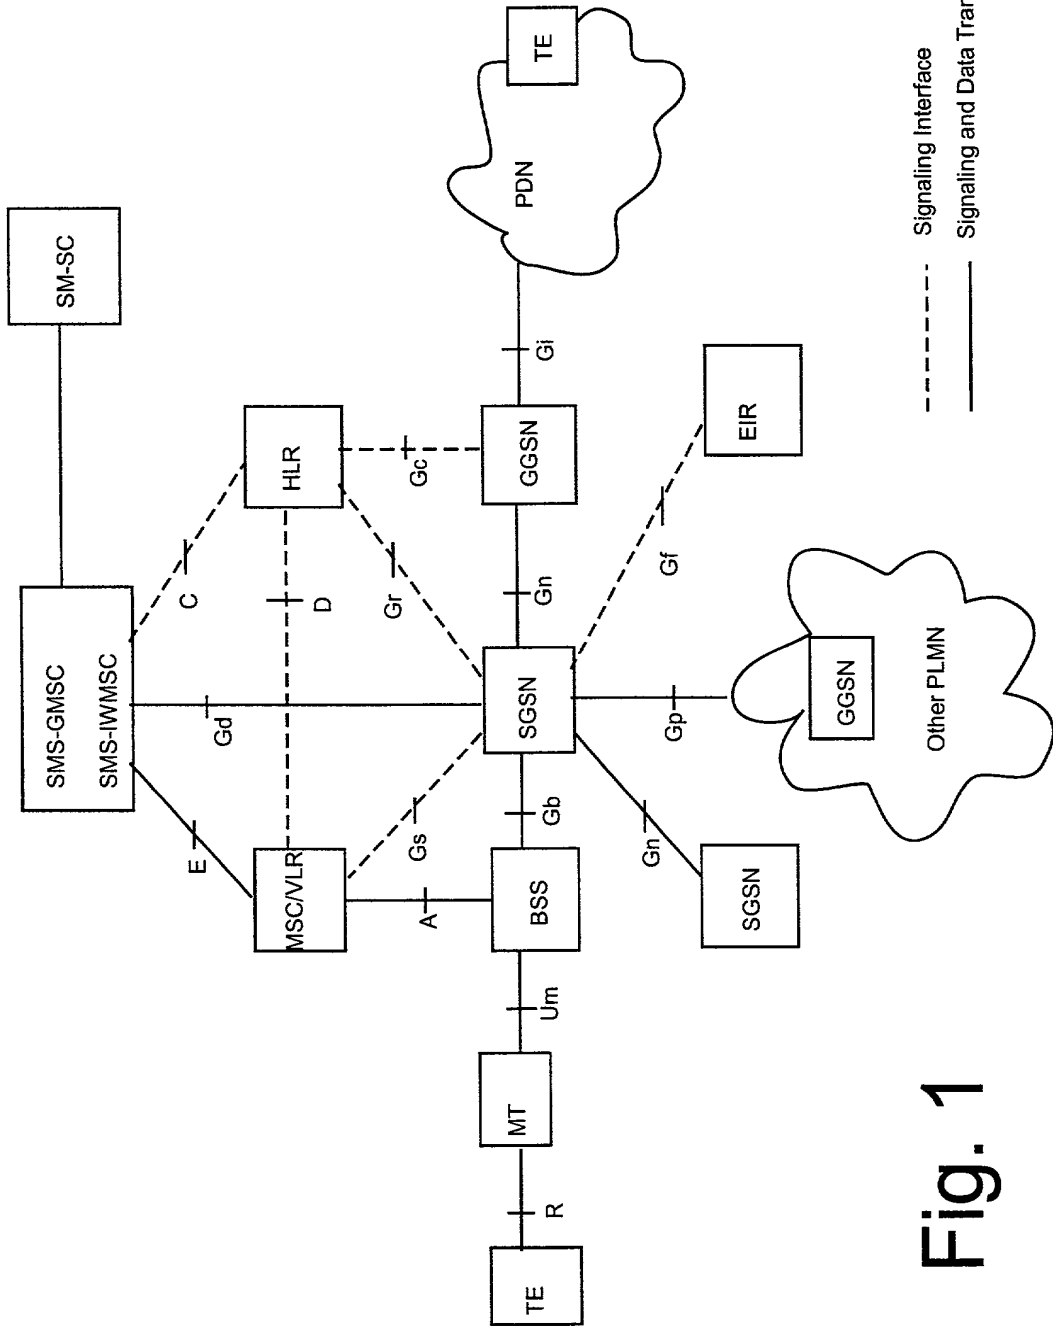 SM-SC
SMS-GMSC
SMS-IWMSC
C
E
Gd
D
HLR
MSC/VLR
Gr
Gc
Gs
A
TE
R
MT
Um
BSS
Gb
SGSN
Gn
GGSN
Gi
PDN
TE
Gn
Gp
Gf
SGSN
GGSN
EIR
Other PLMN
Signaling Interface
Signaling and Data
Fig. 1